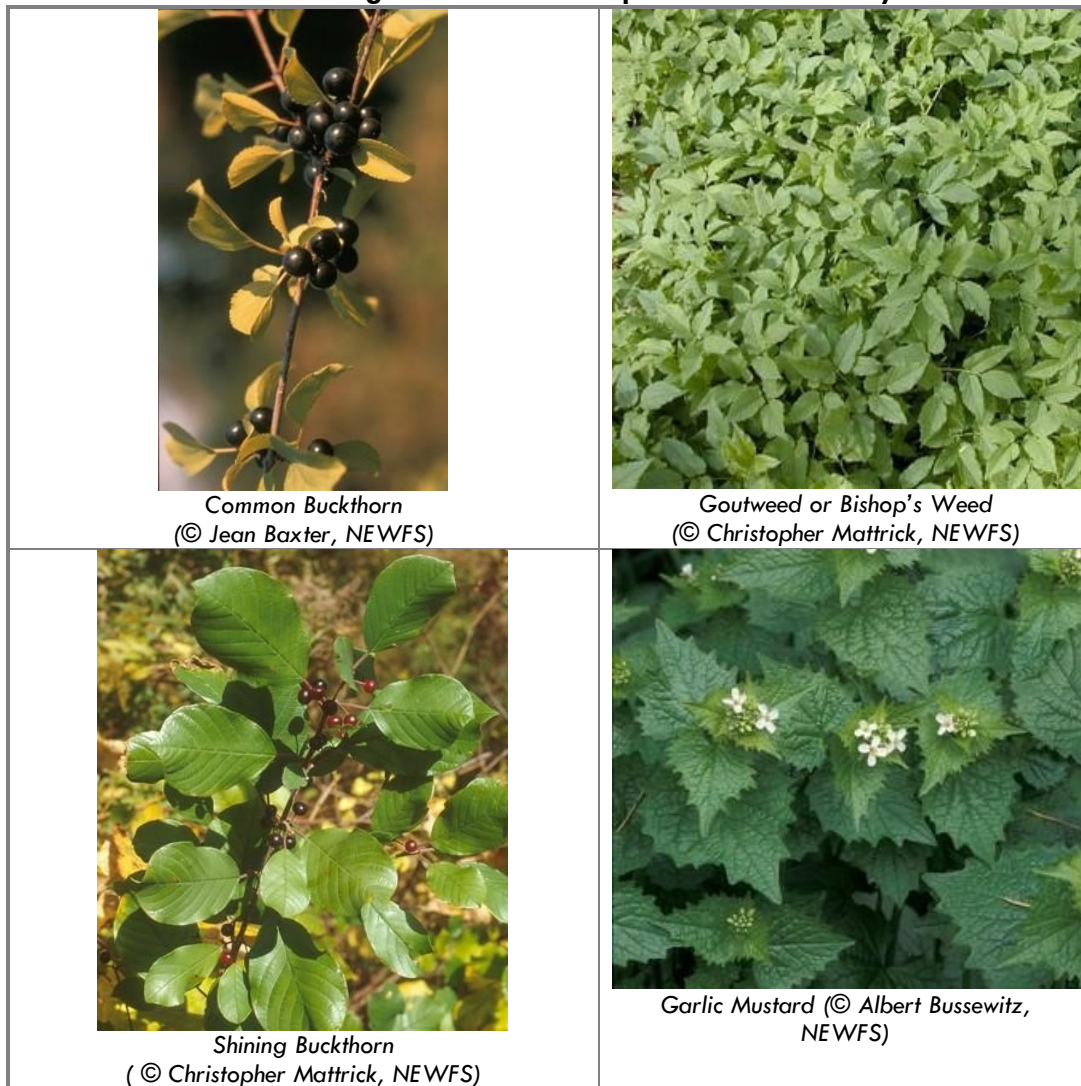 Common Buckthorn
(© Jean Baxter, NEWFS)
Goutweed or Bishop's Weed
(© Christopher Mattrick, NEWFS)
Shining Buckthorn
( © Christopher Mattrick, NEWFS)
Garlic Mustard (© Albert Bussewitz,
NEWFS)